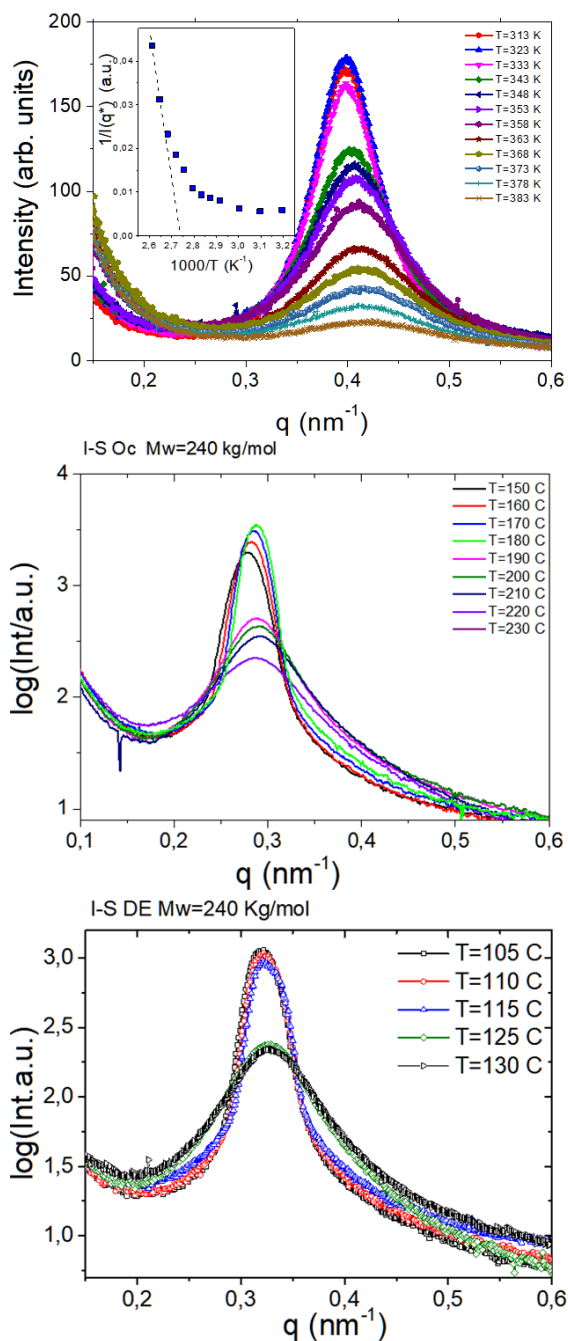 200
150
100
50
0
Intensity (arb. units)
0,2
0,3
0,4
0,5
0,6
q (nm⁻¹)
0,06
0,04
0,02
0,01
0,00
1/I(q*) (a.u.)
2,6
2,7
2,8
2,9
3,0
3,1
3,2
1000/T (K⁻¹)
T=313 K
T=323 K
T=333 K
T=343 K
T=348 K
T=353 K
T=358 K
T=363 K
T=368 K
T=373 K
T=378 K
T=383 K
I-S Oc Mw=240 kg/mol
4
3
2
1
log(Int/a.u.)
0,1
0,2
0,3
0,4
0,5
0,6
q (nm⁻¹)
T=150 C
T=160 C
T=170 C
T=180 C
T=190 C
T=200 C
T=210 C
T=220 C
T=230 C
I-S DE Mw=240 Kg/mol
3,0
2,5
2,0
1,5
1,0
log(Int.a.u.)
0,2
0,3
0,4
0,5
0,6
q (nm⁻¹)
T=105 C
T=110 C
T=115 C
T=125 C
T=130 C